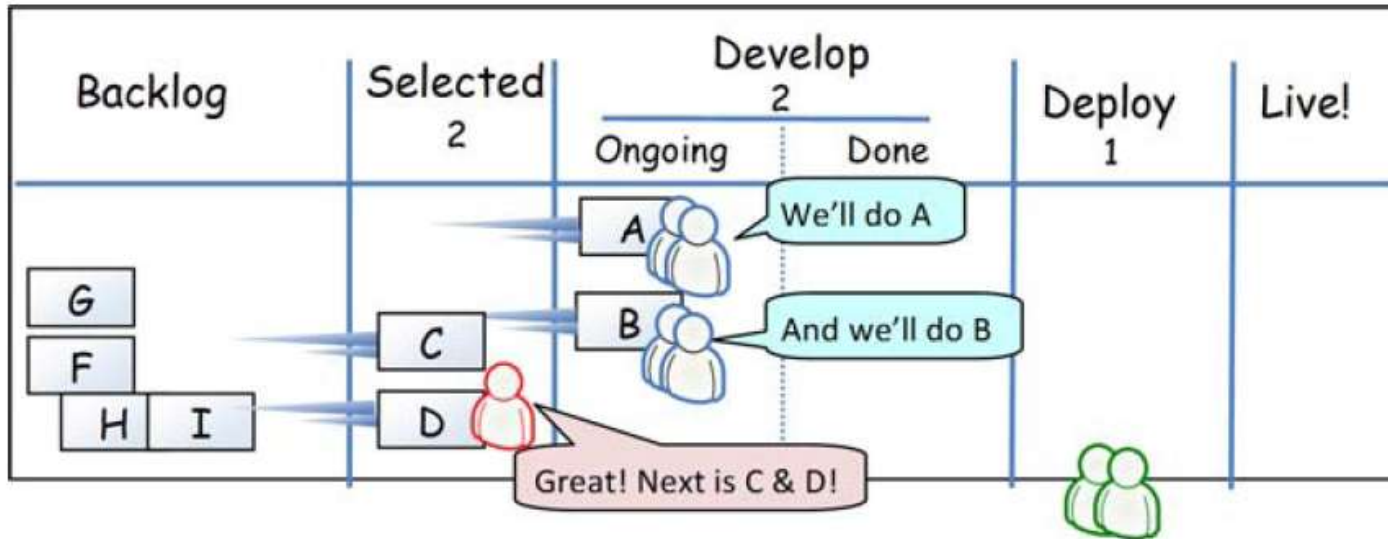 Backlog
Selected
2
Develop
2
Ongoing
Done
Deploy
1
Live!
A
We'll do A
G
B
And we'll do B
C
F
H
I
D
Great! Next is C & D!